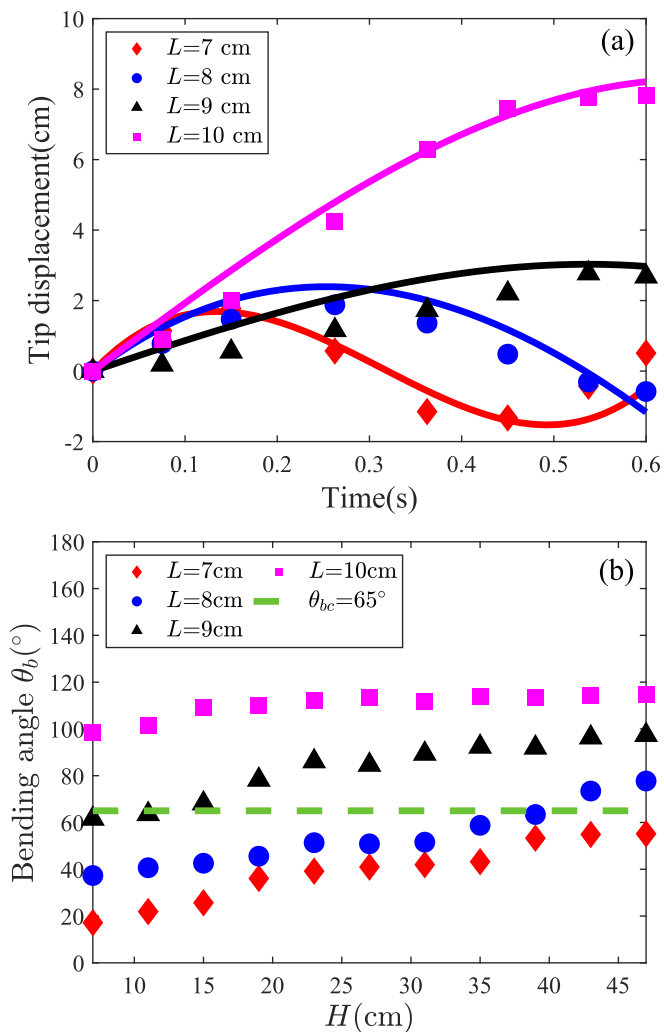 (a)
L=7 cm
L=8 cm
L=9 cm
L=10 cm
Tip displacement(cm)
10
8
6
4
2
0
-2
0 0.1 0.2 0.3 0.4 0.5 0.6
Time(s)
(b)
L=7cm L=10cm
L=8cm θbc=65°
L=9cm
Bending angle θb(°)
180
160
140
120
100
80
60
40
20
0
10 15 20 25 30 35 40 45
H(cm)